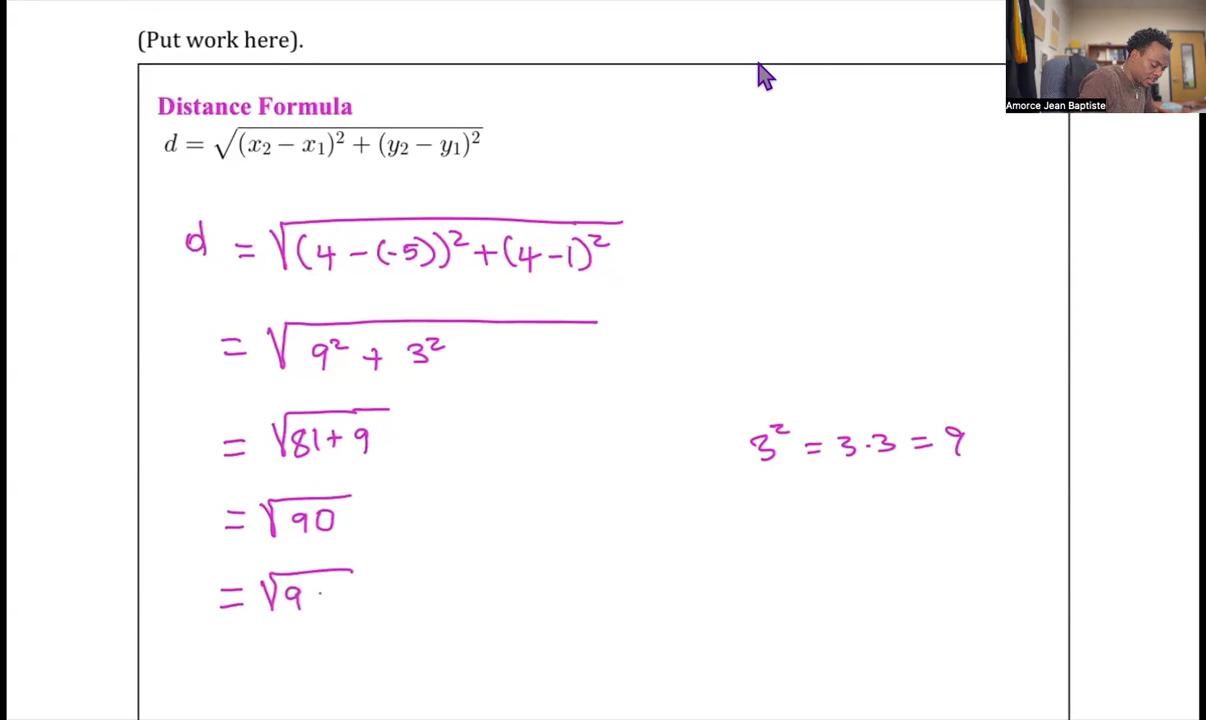 (Put work here).
Amorce Jean Baptiste
Distance Formula
d = √((x₂ − x₁)² + (y₂ − y₁)²)
d = √((4 − (-5))² + (4 − 1)²)
= √(9² + 3²)
= √(81 + 9)
3² = 3 · 3 = 9
= √90
= √(9 ·